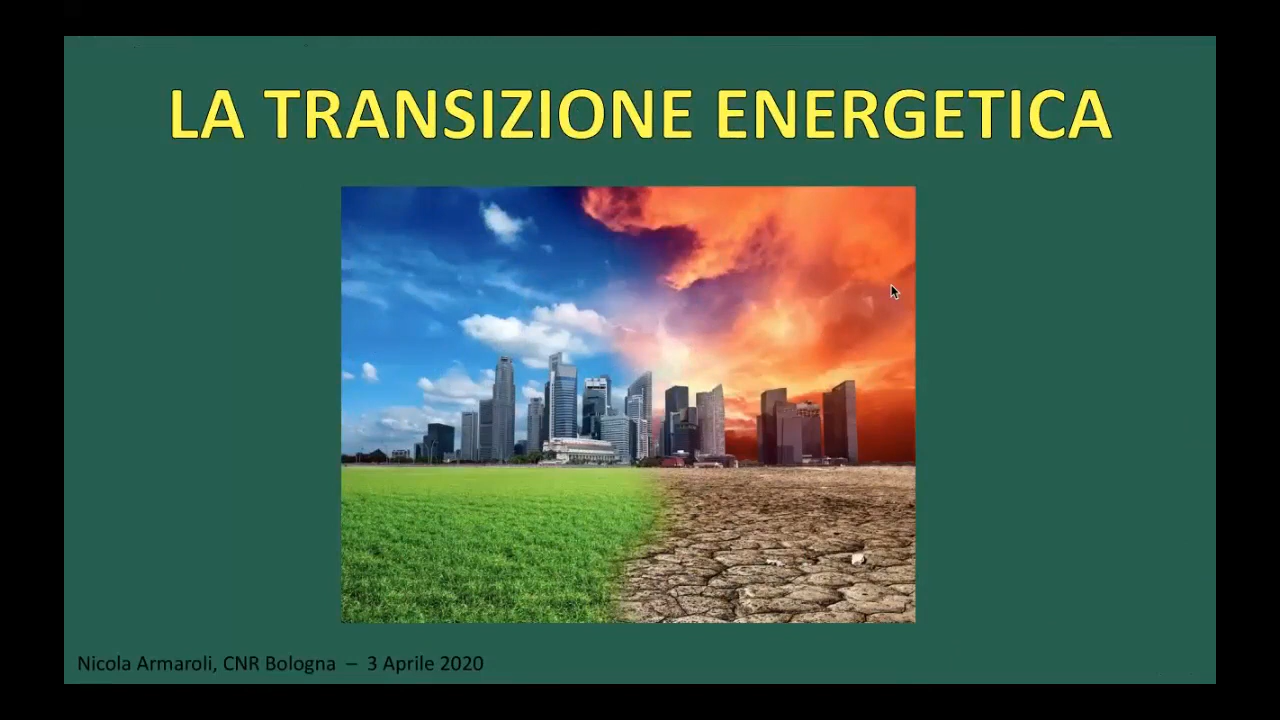 LA TRANSIZIONE ENERGETICA
Nicola Armaroli, CNR Bologna – 3 Aprile 2020